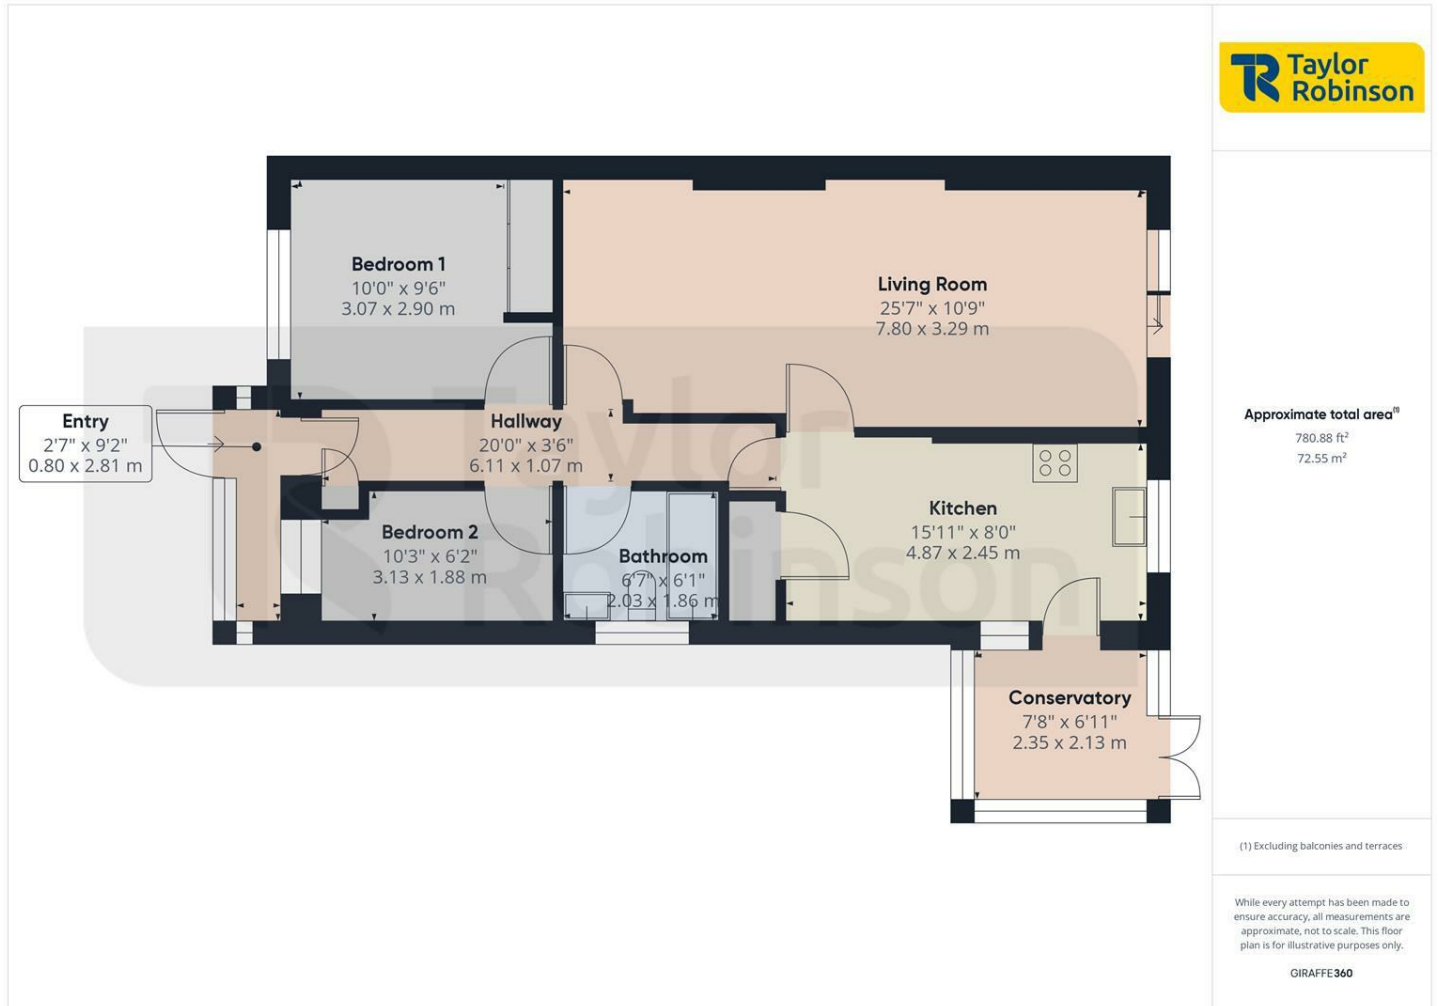 Taylor
Robinson
Bedroom 1
10'0" x 9'6"
3.07 x 2.90 m
Living Room
25'7" x 10'9"
7.80 x 3.29 m
Entry
2'7" x 9'2"
0.80 x 2.81 m
Hallway
20'0" x 3'6"
6.11 x 1.07 m
Bedroom 2
10'3" x 6'2"
3.13 x 1.88 m
Bathroom
6'7" x 6'1"
2.03 x 1.86 m
Kitchen
15'11" x 8'0"
4.87 x 2.45 m
Conservatory
7'8" x 6'11"
2.35 x 2.13 m
Taylor
Robinson
Approximate total area⁽¹⁾
780.88 ft²
72.55 m²
(1) Excluding balconies and terraces
While every attempt has been made to
ensure accuracy, all measurements are
approximate, not to scale. This floor
plan is for illustrative purposes only.
GIRAFFE360